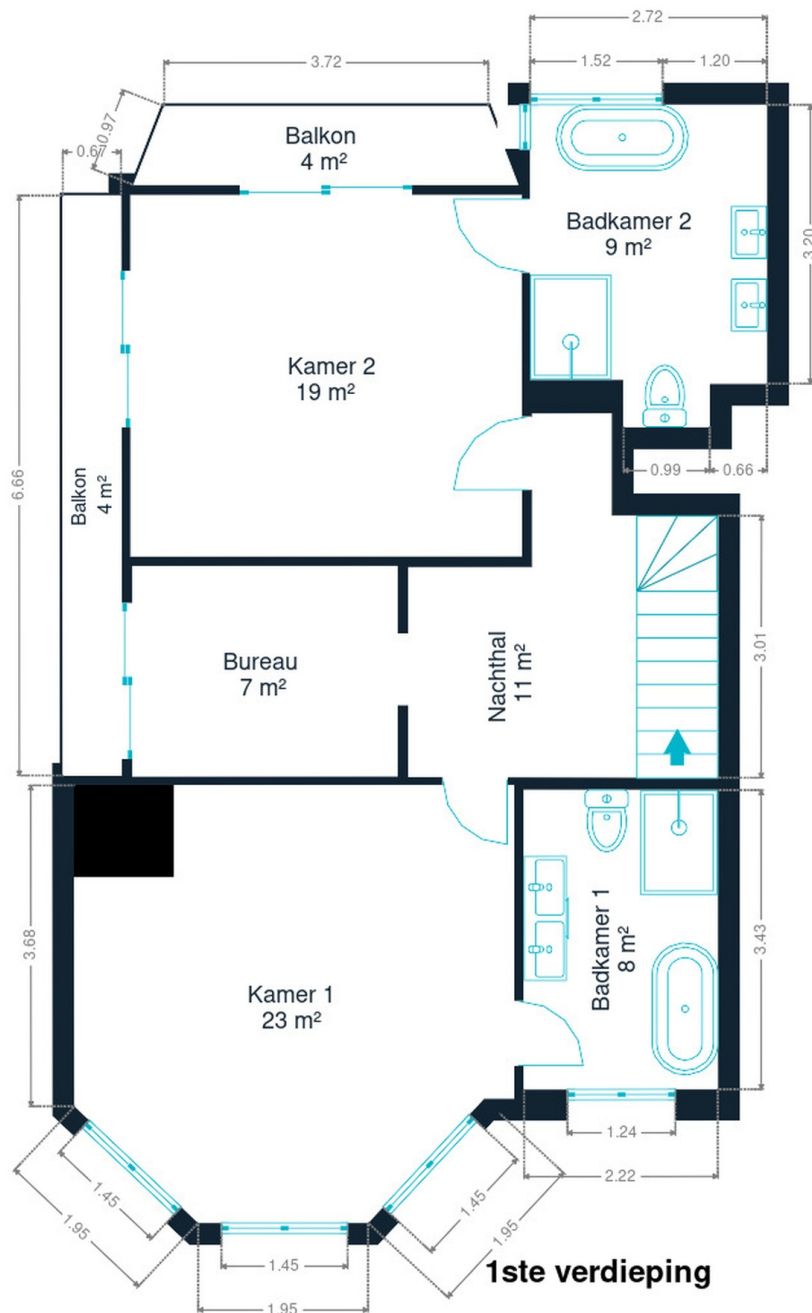 2.72
1.52
1.20
3.72
0.97
0.67
Balkon
4 m²
Badkamer 2
9 m²
3.20
Kamer 2
19 m²
6.66
Balkon
4 m²
0.99
0.66
Bureau
7 m²
Nachthal
11 m²
3.01
3.68
Kamer 1
23 m²
Badkamer 1
8 m²
3.43
1.24
2.22
1.45
1.95
1.45
1.95
1.45
1.95
1ste verdieping